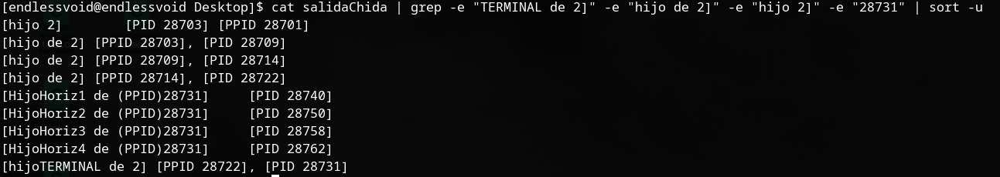 [endlessvoid@endlessvoid Desktop]$ cat salidaChida | grep -e "TERMINAL de 2]" -e "hijo de 2]" -e "hijo 2]" -e "28731" | sort -u
[hijo 2]        [PID 28703] [PPID 28701]
[hijo de 2] [PPID 28703], [PID 28709]
[hijo de 2] [PPID 28709], [PID 28714]
[hijo de 2] [PPID 28714], [PID 28722]
[HijoHoriz1 de (PPID)28731]     [PID 28740]
[HijoHoriz2 de (PPID)28731]     [PID 28750]
[HijoHoriz3 de (PPID)28731]     [PID 28758]
[HijoHoriz4 de (PPID)28731]     [PID 28762]
[hijoTERMINAL de 2] [PPID 28722], [PID 28731]